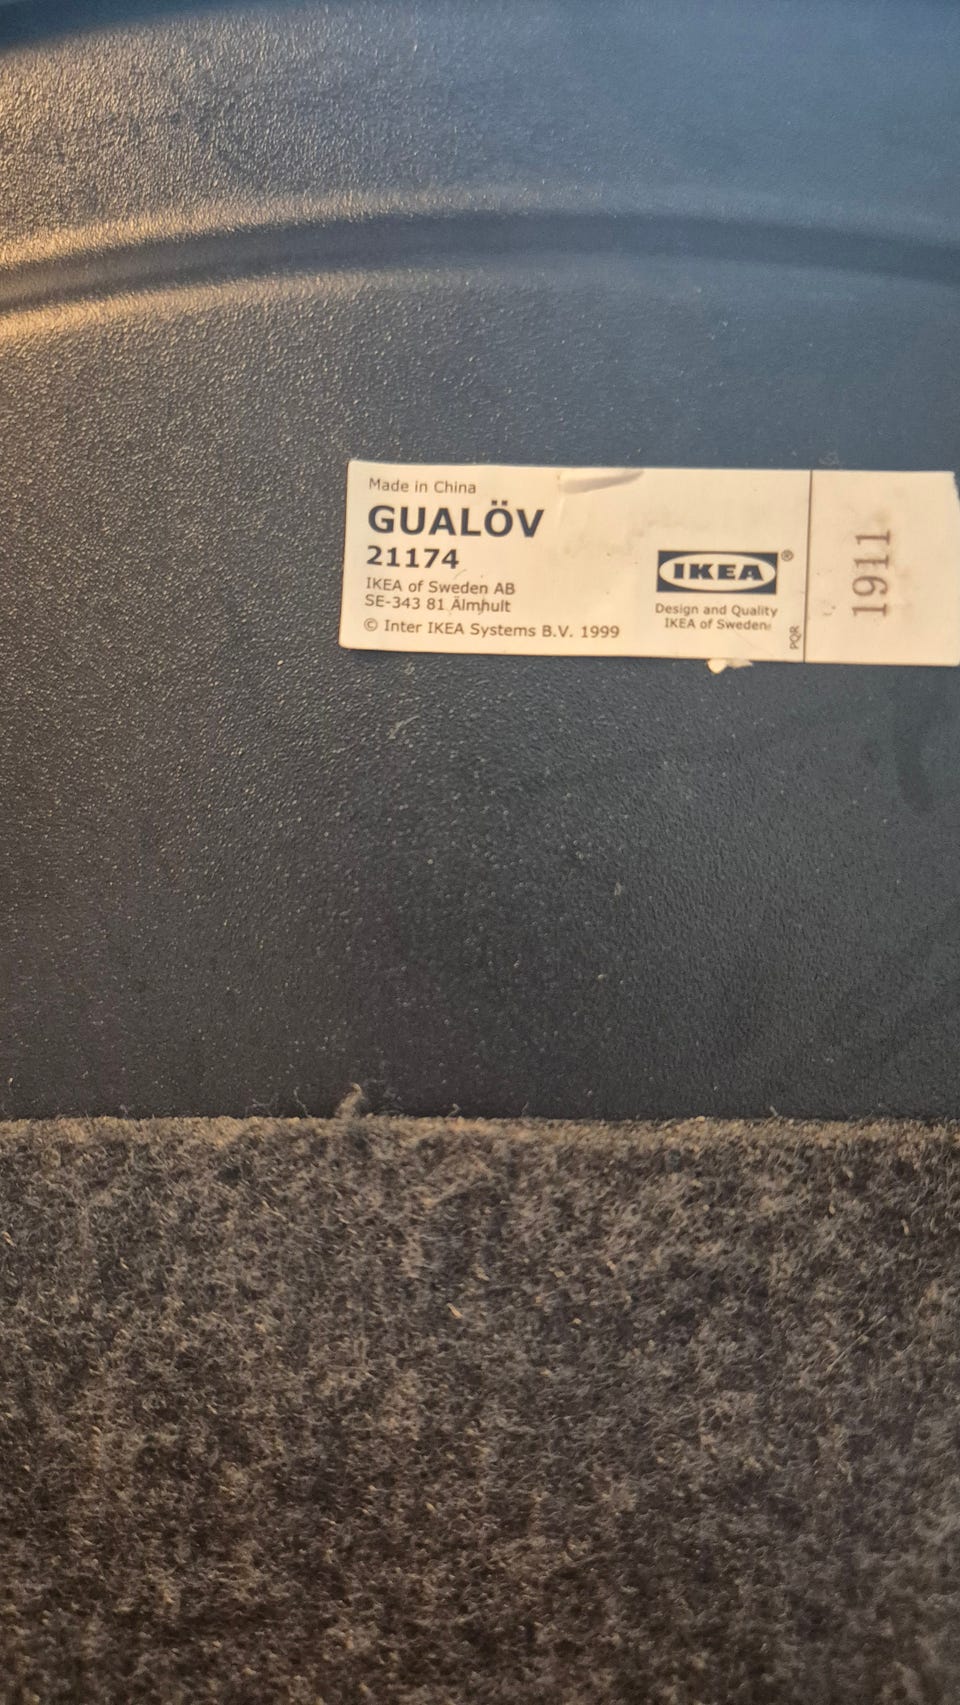 Made in China
GUALÖV
21174
IKEA of Sweden AB
SE-343 81 Älmhult
© Inter IKEA Systems B.V. 1999
IKEA®
Design and Quality
IKEA of Sweden
PQR
1911